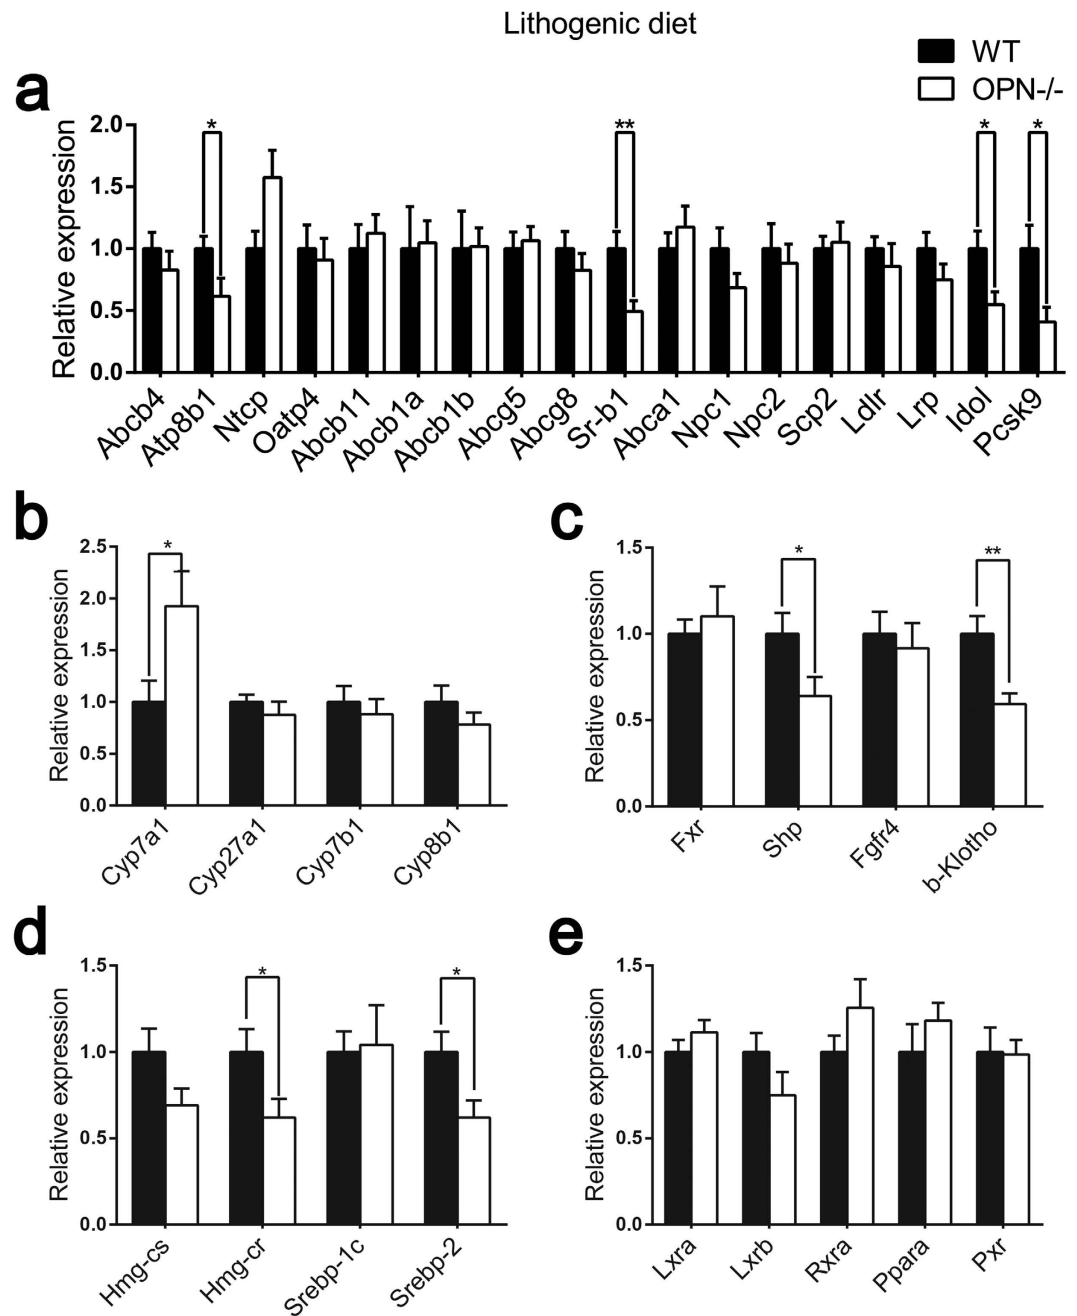 Lithogenic diet
WT
OPN-/-
a
Relative expression
2.0
1.5
1.0
0.5
0.0
*
**
*
*
Abcb4
Atp8b1
Ntcp
Oatp4
Abcb11
Abcb1a
Abcb1b
Abcg5
Abcg8
Sr-b1
Abca1
Npc1
Npc2
Scp2
Ldlr
Lrp
Idol
Pcsk9
b
Relative expression
2.5
2.0
1.5
1.0
0.5
0.0
*
Cyp7a1
Cyp27a1
Cyp7b1
Cyp8b1
c
Relative expression
1.5
1.0
0.5
0.0
*
**
Fxr
Shp
Fgfr4
b-Klotho
d
Relative expression
1.5
1.0
0.5
0.0
*
*
Hmg-cs
Hmg-cr
Srebp-1c
Srebp-2
e
Relative expression
1.5
1.0
0.5
0.0
Lxra
Lxrb
Rxra
Ppara
Pxr